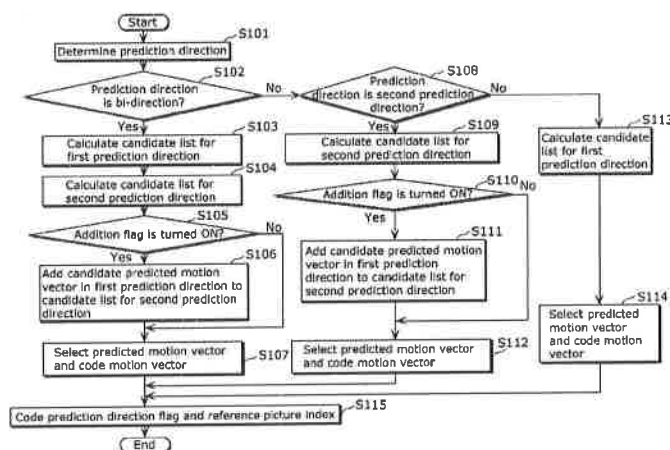 Start
S101
Determine prediction direction
S102
Prediction
direction
is bi-direction?
No
Yes
S103
Calculate candidate list for
first prediction direction
S104
Calculate candidate list for
second prediction direction
S105
Addition flag is turned ON?
No
Yes
S106
Add candidate predicted motion
vector in first prediction direction to
candidate list for second prediction
direction
Select predicted motion vector
and code motion vector
S107
S108
Prediction
direction is second prediction
direction?
No
Yes
S109
Calculate candidate list for
second prediction direction
S110
Addition flag is turned ON?
No
Yes
S111
Add candidate predicted motion
vector in first prediction
direction to candidate list for
second prediction direction
S112
Select predicted motion vector
and code motion vector
S113
Calculate candidate
list for first
prediction direction
S114
Select predicted
motion vector
and code motion
vector
S115
Code prediction direction flag and reference picture index
End